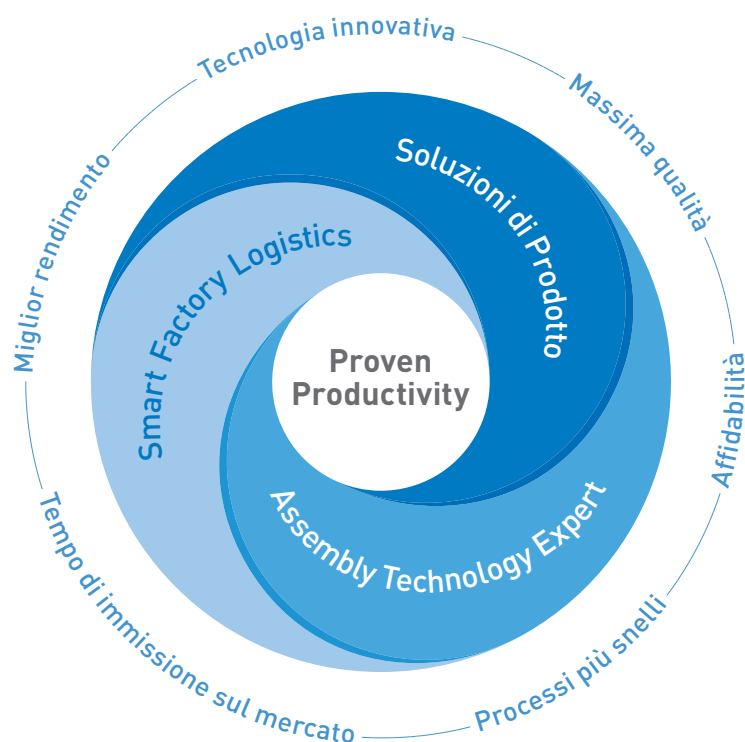 Tecnologia innovativa
Massima qualità
Affidabilità
Processi più snelli
Tempo di immissione sul mercato
Miglior rendimento
Soluzioni di Prodotto
Smart Factory Logistics
Assembly Technology Expert
Proven
Productivity